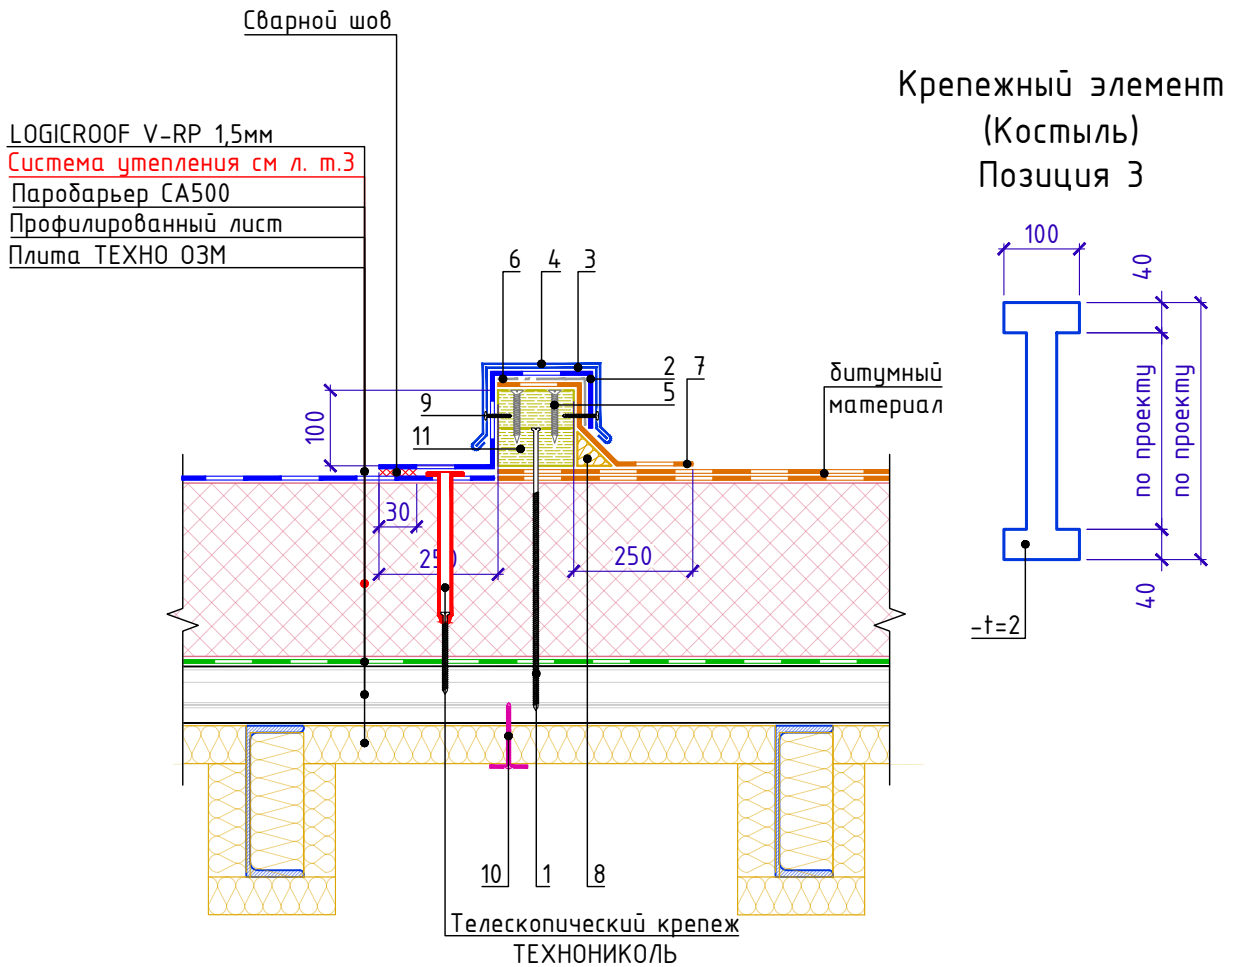 Сварной шов
LOGICROOF V-RP 1,5мм
Система утепления см л. т.3
Паробарьер СА500
Профилированный лист
Плита ТЕХНО ОЗМ
Крепежный элемент
(Костыль)
Позиция 3
100
40
6
4
3
2
7
5
9
11
100
битумный
материал
по проекту
по проекту
30
250
250
40
-t=2
10
1
8
Телескопический крепеж
ТЕХНОНИКОЛЬ